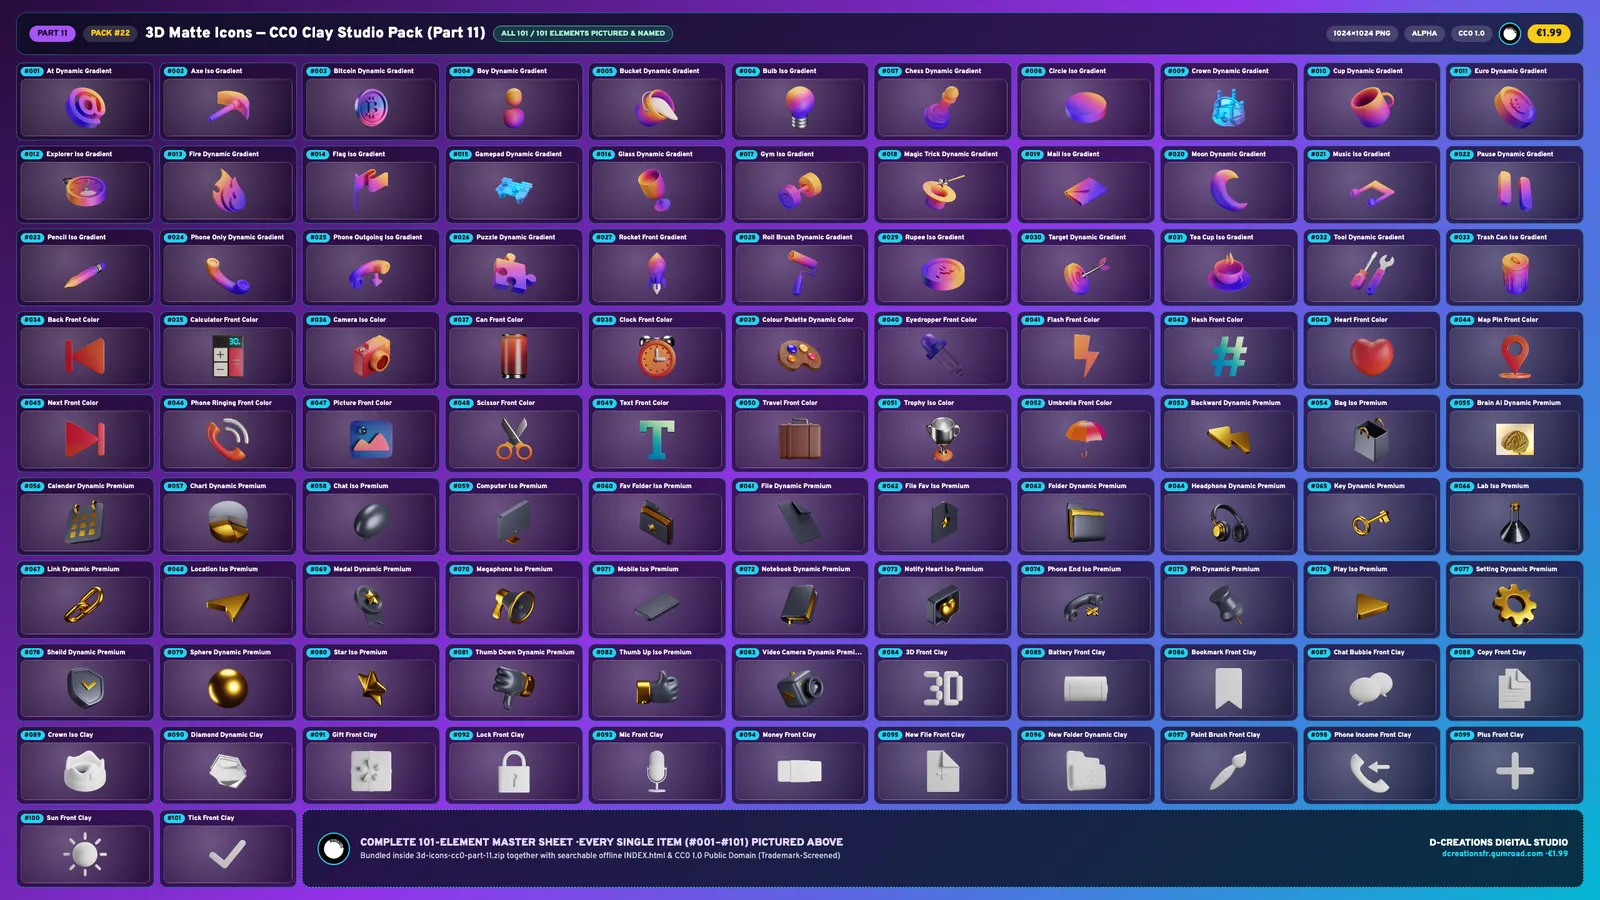 PART 11 PACK #22 3D Matte Icons — CC0 Clay Studio Pack (Part 11) ALL 101 / 101 ELEMENTS PICTURED & NAMED 1024×1024 PNG ALPHA CC0 1.0 €1.99
#001 At Dynamic Gradient
#002 Axe Iso Gradient
#003 Bitcoin Dynamic Gradient
#004 Boy Dynamic Gradient
#005 Bucket Dynamic Gradient
#006 Bulb Iso Gradient
#007 Chess Dynamic Gradient
#008 Circle Iso Gradient
#009 Crown Dynamic Gradient
#010 Cup Dynamic Gradient
#011 Euro Dynamic Gradient
#012 Explorer Iso Gradient
#013 Fire Dynamic Gradient
#014 Flag Iso Gradient
#015 Gamepad Dynamic Gradient
#016 Glass Dynamic Gradient
#017 Gym Iso Gradient
#018 Magic Trick Dynamic Gradient
#019 Mail Iso Gradient
#020 Moon Dynamic Gradient
#021 Music Iso Gradient
#022 Pause Dynamic Gradient
#023 Pencil Iso Gradient
#024 Phone Only Dynamic Gradient
#025 Phone Outgoing Iso Gradient
#026 Puzzle Dynamic Gradient
#027 Rocket Front Gradient
#028 Roll Brush Dynamic Gradient
#029 Rupee Iso Gradient
#030 Target Dynamic Gradient
#031 Tea Cup Iso Gradient
#032 Tool Dynamic Gradient
#033 Trash Can Iso Gradient
#034 Back Front Color
#035 Calculator Front Color
30.
#036 Camera Iso Color
#037 Can Front Color
#038 Clock Front Color
#039 Colour Palette Dynamic Color
#040 Eyedropper Front Color
#041 Flash Front Color
#042 Hash Front Color
#
#043 Heart Front Color
#044 Map Pin Front Color
#045 Next Front Color
#046 Phone Ringing Front Color
#047 Picture Front Color
#048 Scissor Front Color
#049 Text Front Color
T
#050 Travel Front Color
#051 Trophy Iso Color
#052 Umbrella Front Color
#053 Backward Dynamic Premium
#054 Bag Iso Premium
#055 Brain Ai Dynamic Premium
#056 Calender Dynamic Premium
#057 Chart Dynamic Premium
#058 Chat Iso Premium
#059 Computer Iso Premium
#060 Fav Folder Iso Premium
#061 File Dynamic Premium
#062 File Fav Iso Premium
#063 Folder Dynamic Premium
#064 Headphone Dynamic Premium
#065 Key Dynamic Premium
#066 Lab Iso Premium
#067 Link Dynamic Premium
#068 Location Iso Premium
#069 Medal Dynamic Premium
#070 Megaphone Iso Premium
#071 Mobile Iso Premium
#072 Notebook Dynamic Premium
#073 Notify Heart Iso Premium
#074 Phone End Iso Premium
#075 Pin Dynamic Premium
#076 Play Iso Premium
#077 Setting Dynamic Premium
#078 Sheild Dynamic Premium
#079 Sphere Dynamic Premium
#080 Star Iso Premium
#081 Thumb Down Dynamic Premium
#082 Thumb Up Iso Premium
#083 Video Camera Dynamic Premi...
#084 3D Front Clay
3D
#085 Battery Front Clay
#086 Bookmark Front Clay
#087 Chat Bubble Front Clay
#088 Copy Front Clay
#089 Crown Iso Clay
#090 Diamond Dynamic Clay
#091 Gift Front Clay
#092 Lock Front Clay
#093 Mic Front Clay
#094 Money Front Clay
#095 New File Front Clay
#096 New Folder Dynamic Clay
#097 Paint Brush Front Clay
#098 Phone Income Front Clay
#099 Plus Front Clay
#100 Sun Front Clay
#101 Tick Front Clay
COMPLETE 101-ELEMENT MASTER SHEET · EVERY SINGLE ITEM (#001–#101) PICTURED ABOVE
Bundled inside 3d-icons-cc0-part-11.zip together with searchable offline INDEX.html & CC0 1.0 Public Domain (Trademark-Screened)
D-CREATIONS DIGITAL STUDIO
dcreationsfr.gumroad.com · €1.99